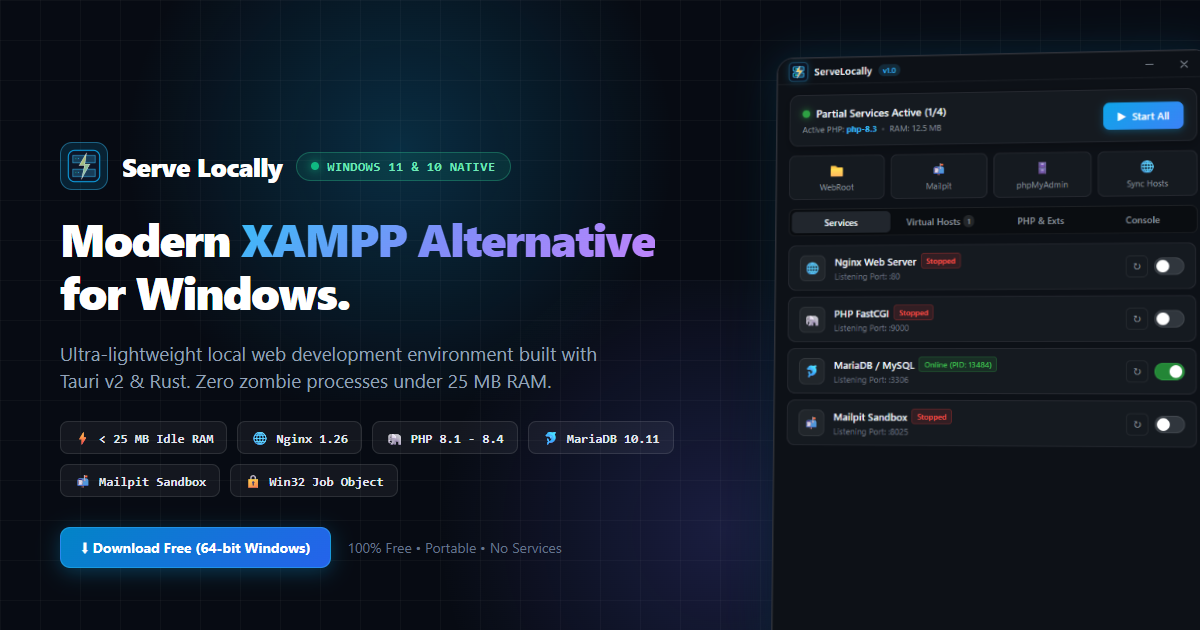 Serve Locally
WINDOWS 11 & 10 NATIVE
Modern XAMPP Alternative
for Windows.
Ultra-lightweight local web development environment built with
Tauri v2 & Rust. Zero zombie processes under 25 MB RAM.
< 25 MB Idle RAM
Nginx 1.26
PHP 8.1 - 8.4
MariaDB 10.11
Mailpit Sandbox
Win32 Job Object
⬇ Download Free (64-bit Windows)
100% Free • Portable • No Services
ServeLocally v1.0
Partial Services Active (1/4)
Active PHP: php-8.3 • RAM: 12.5 MB
▶ Start All
WebRoot
Mailpit
phpMyAdmin
Sync Hosts
Services
Virtual Hosts 1
PHP & Exts
Console
Nginx Web Server Stopped
Listening Port: :80
PHP FastCGI Stopped
Listening Port: :9000
MariaDB / MySQL Online (PID: 13484)
Listening Port: :3306
Mailpit Sandbox Stopped
Listening Port: :8025